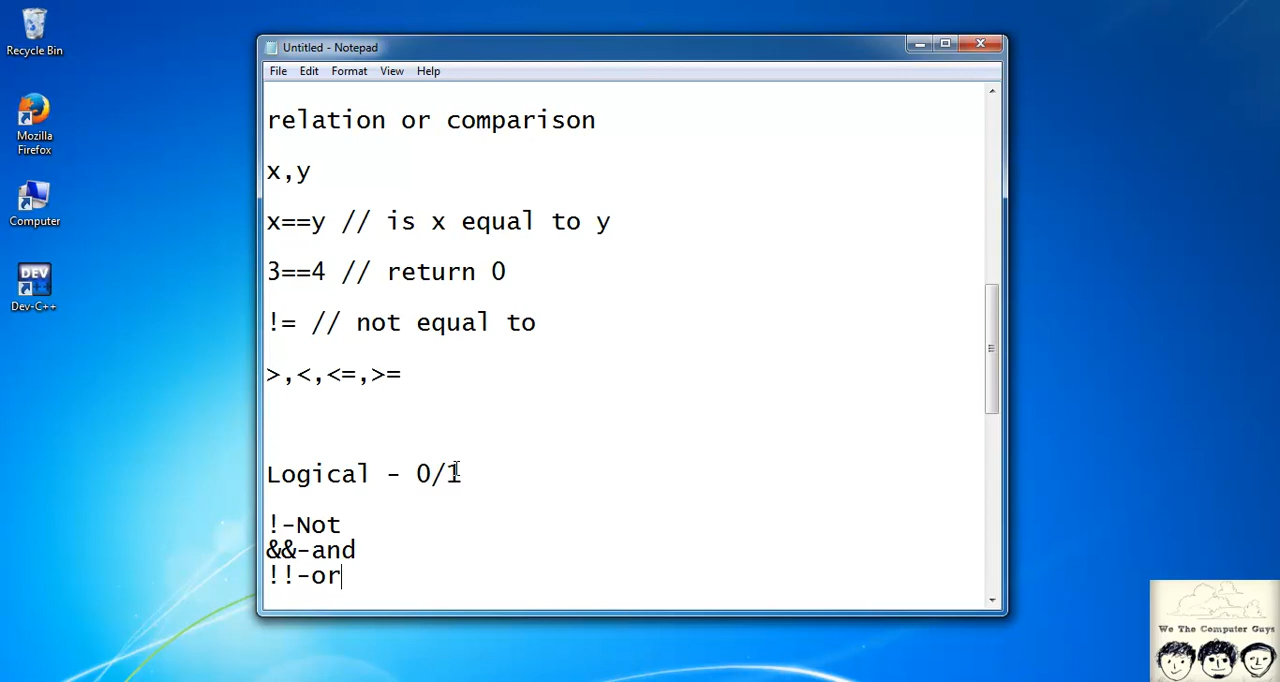 Recycle Bin
Mozilla
Firefox
Computer
DEV
Dev-C++
Untitled - Notepad
File Edit Format View Help
relation or comparison
x,y
x==y // is x equal to y
3==4 // return 0
!= // not equal to
>,<,<=,>=
Logical - 0/1
!-Not
&&-and
!!-or
We The Computer Guys